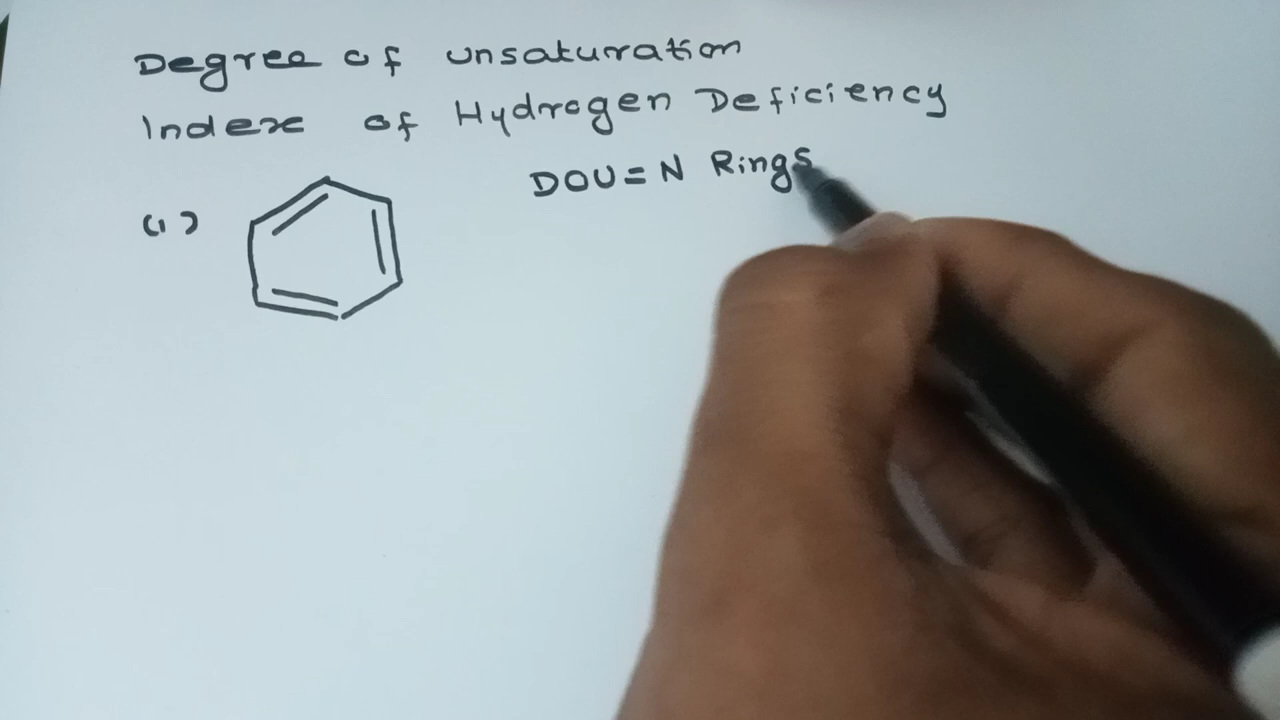 Degree of unsaturation
Index of Hydrogen Deficiency
DOU = N Rings
(1)